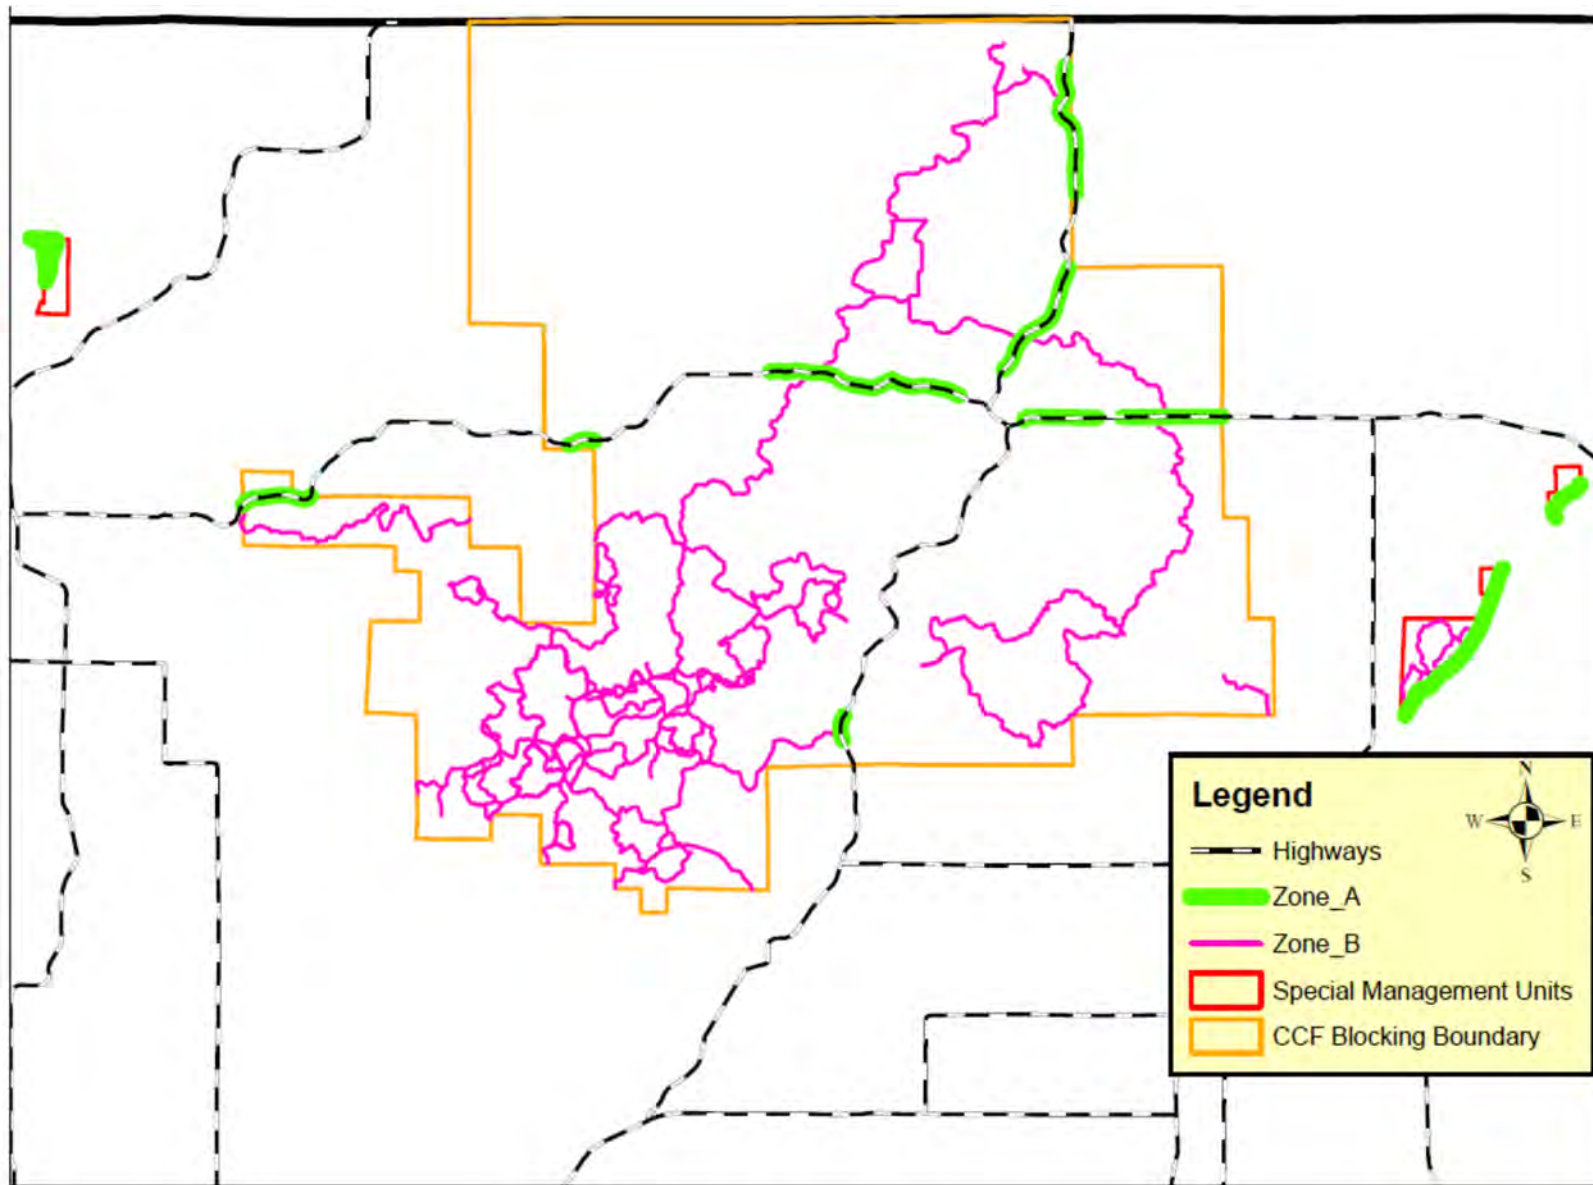 Legend
N
W E
S
Highways
Zone_A
Zone_B
Special Management Units
CCF Blocking Boundary